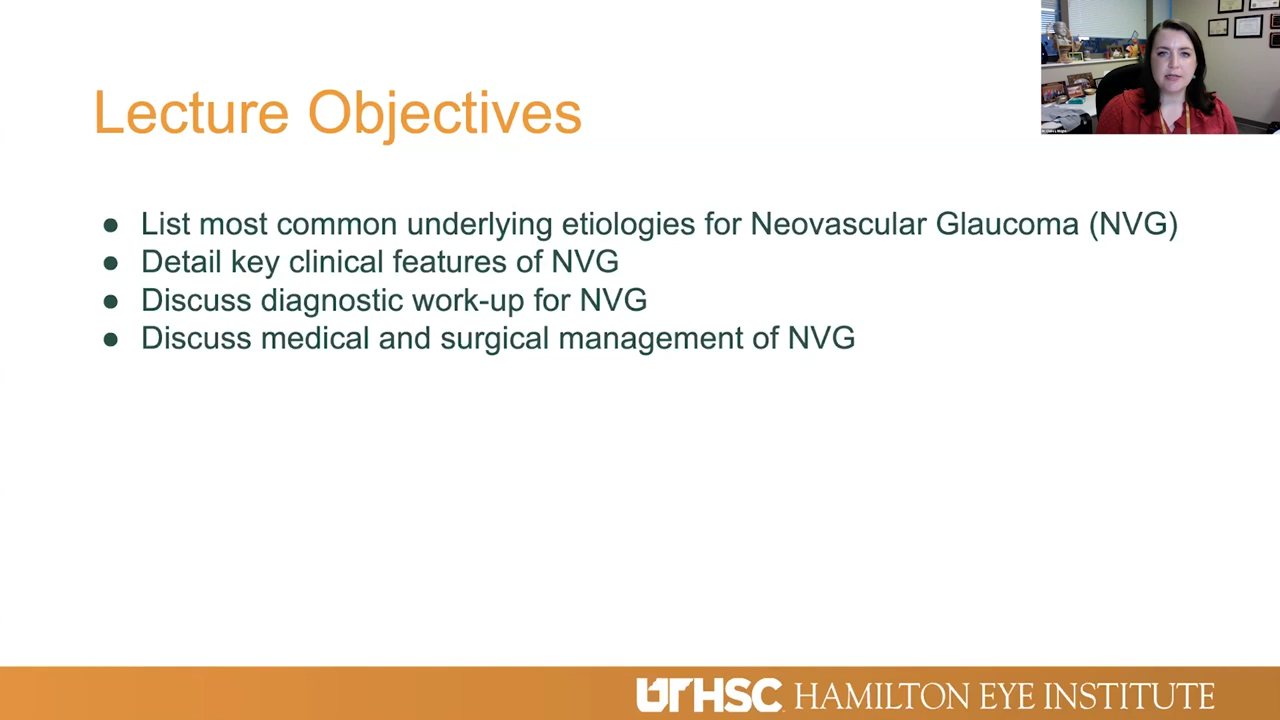 Lecture Objectives
● List most common underlying etiologies for Neovascular Glaucoma (NVG)
● Detail key clinical features of NVG
● Discuss diagnostic work-up for NVG
● Discuss medical and surgical management of NVG
UTHSC HAMILTON EYE INSTITUTE